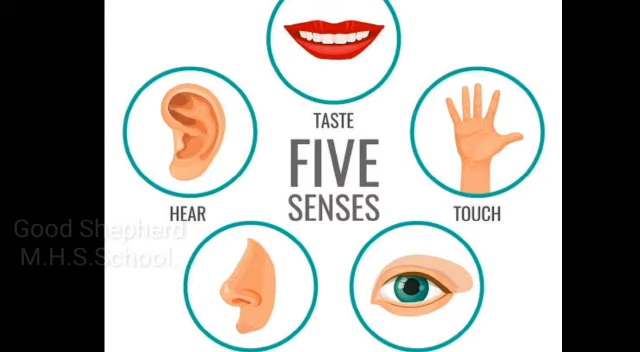 TASTE
FIVE
SENSES
HEAR
TOUCH
Good Shepherd
M.H.S.School,